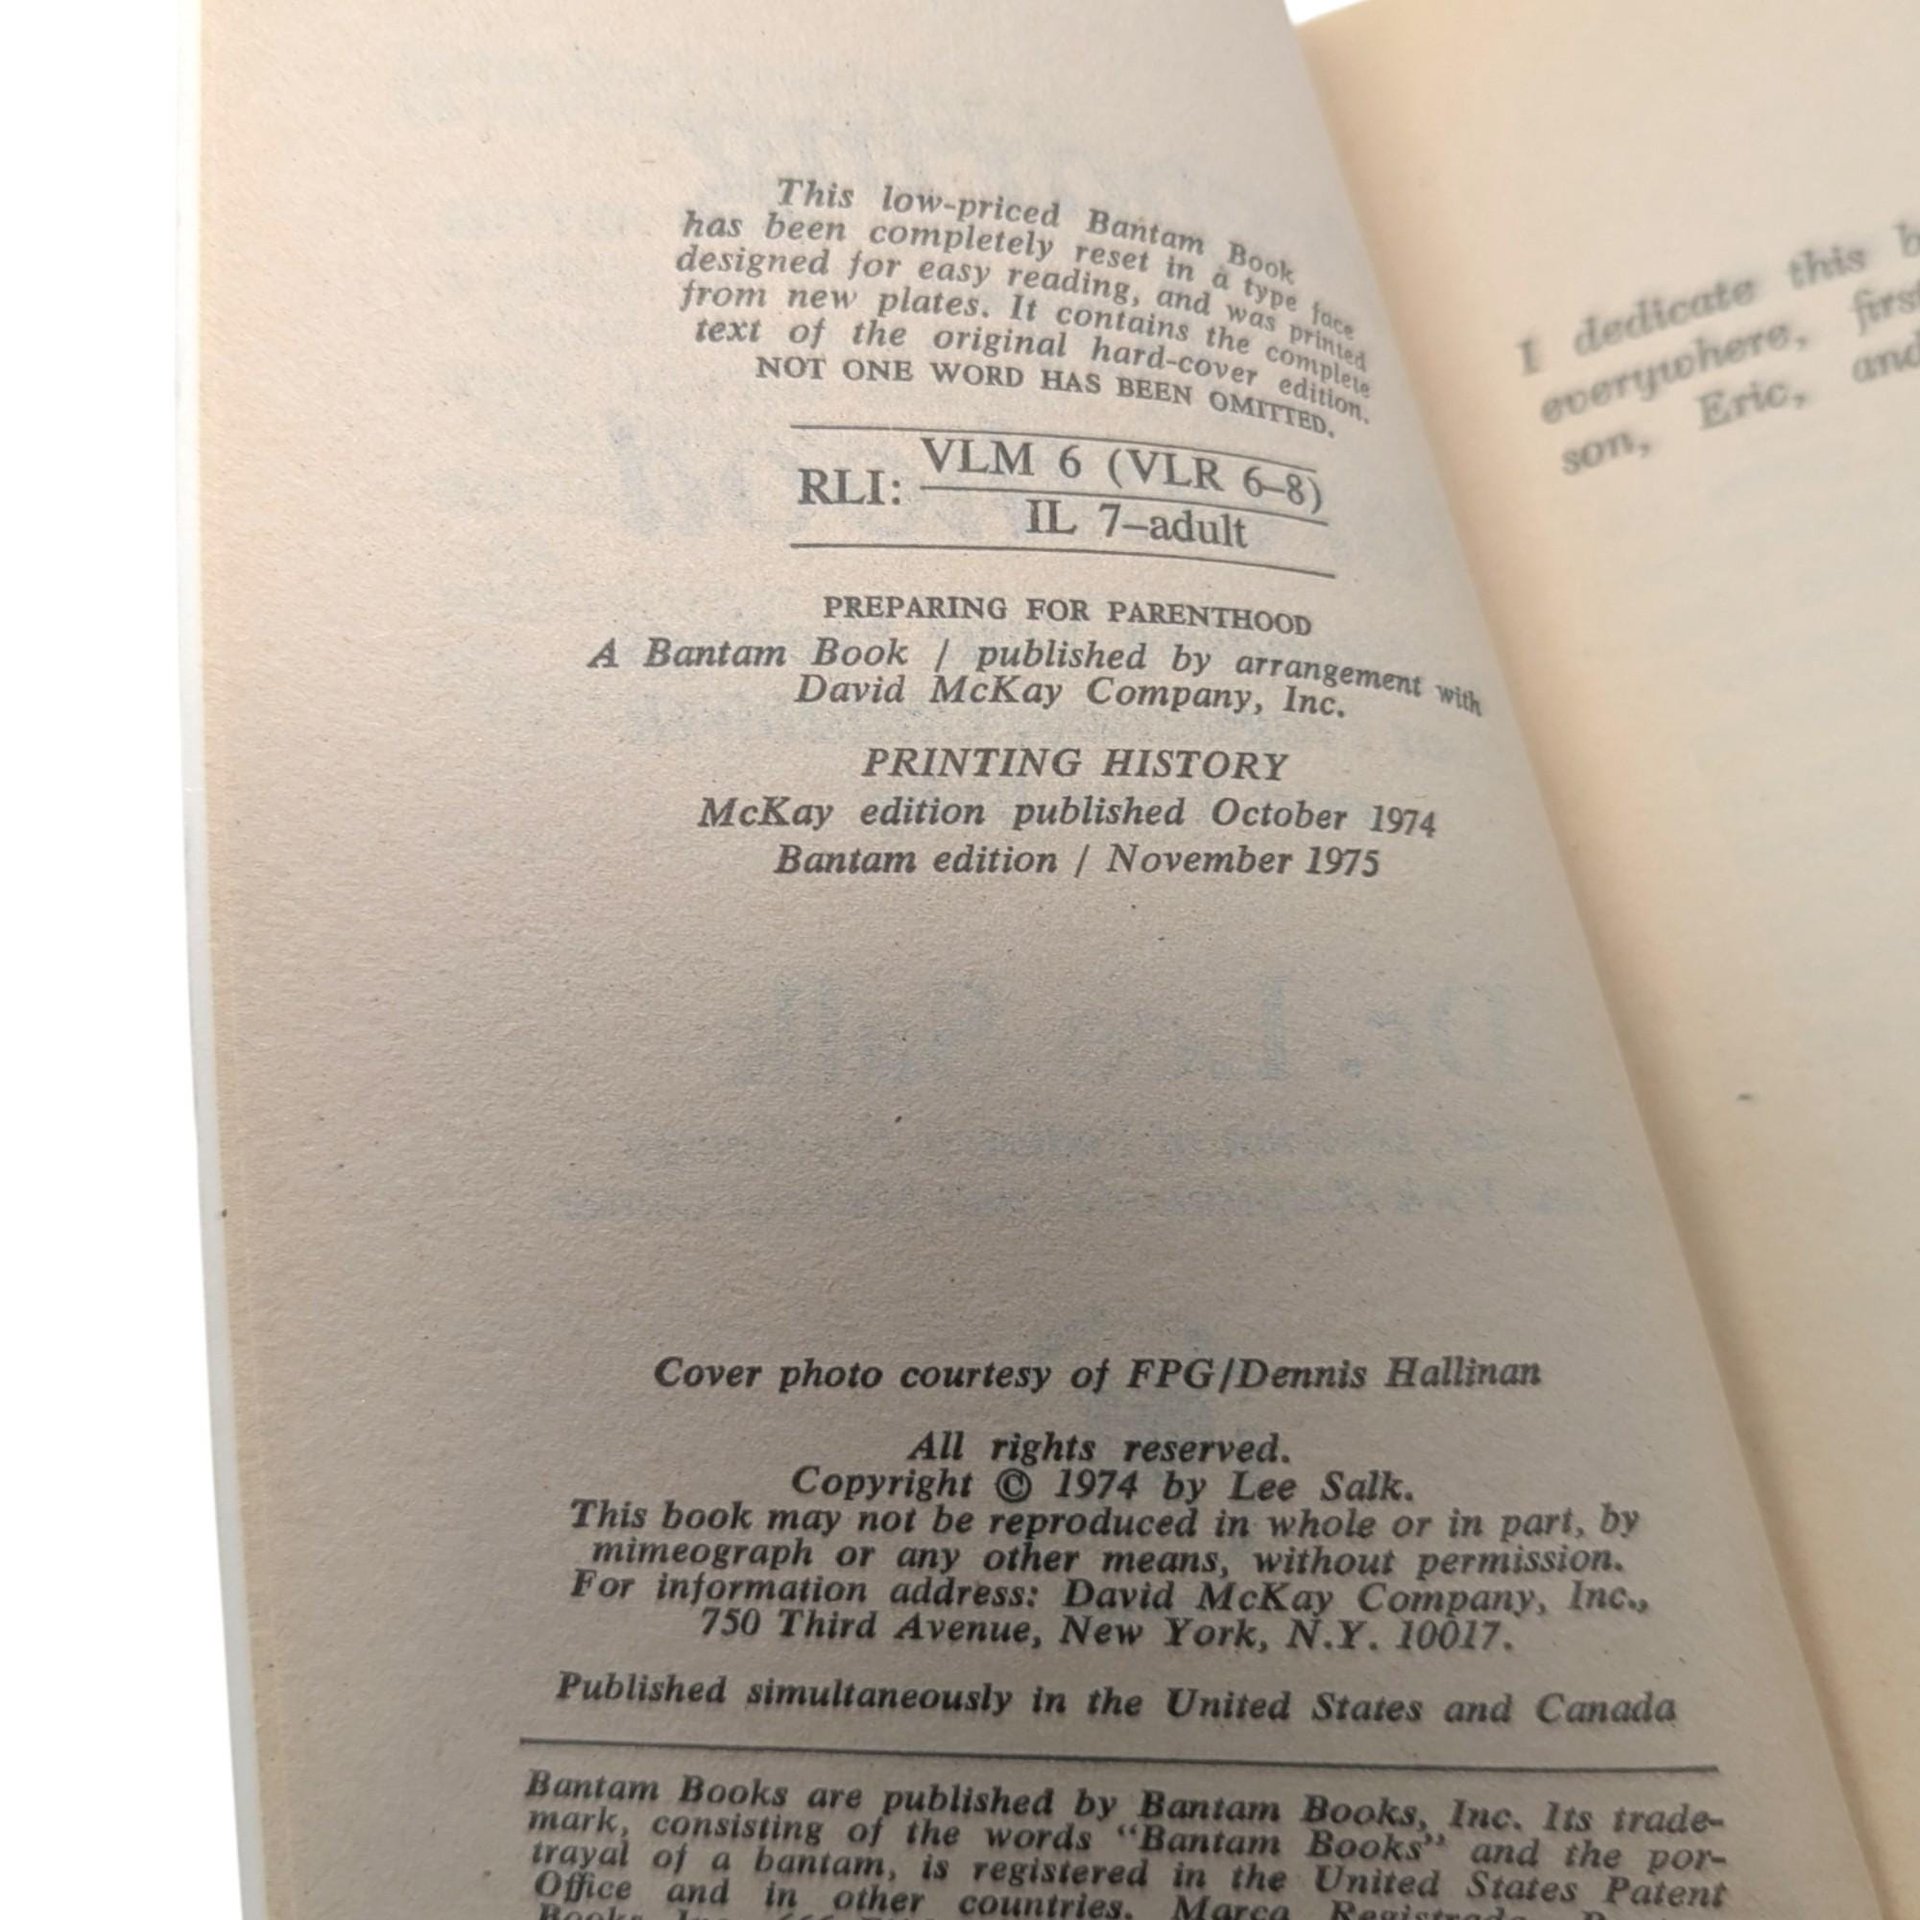 This low-priced Bantam Book
has been completely reset in a type face
designed for easy reading, and was printed
from new plates. It contains the complete
text of the original hard-cover edition.
NOT ONE WORD HAS BEEN OMITTED.
RLI: VLM 6 (VLR 6–8)
IL 7–adult
PREPARING FOR PARENTHOOD
A Bantam Book / published by arrangement with
David McKay Company, Inc.
PRINTING HISTORY
McKay edition published October 1974
Bantam edition / November 1975
Cover photo courtesy of FPG/Dennis Hallinan
All rights reserved.
Copyright © 1974 by Lee Salk.
This book may not be reproduced in whole or in part, by
mimeograph or any other means, without permission.
For information address: David McKay Company, Inc.,
750 Third Avenue, New York, N.Y. 10017.
Published simultaneously in the United States and Canada
Bantam Books are published by Bantam Books, Inc. Its trade-
mark, consisting of the words "Bantam Books" and the por-
trayal of a bantam, is registered in the United States Patent
Office and in other countries. Marca Registrada.
I dedicate this
everywhere, first
son, Eric, and